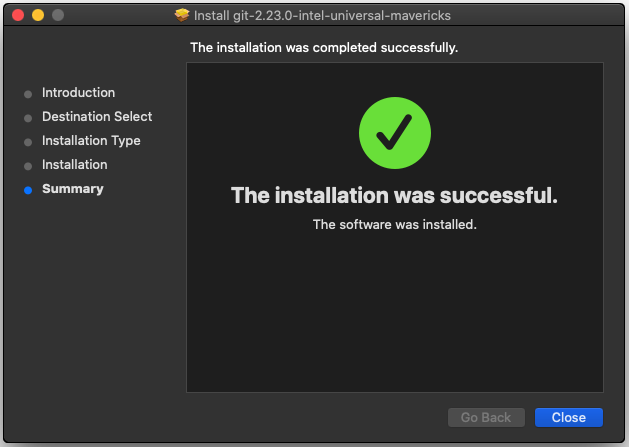 Install git-2.23.0-intel-universal-mavericks
The installation was completed successfully.
Introduction
Destination Select
Installation Type
Installation
Summary
The installation was successful.
The software was installed.
Go Back
Close